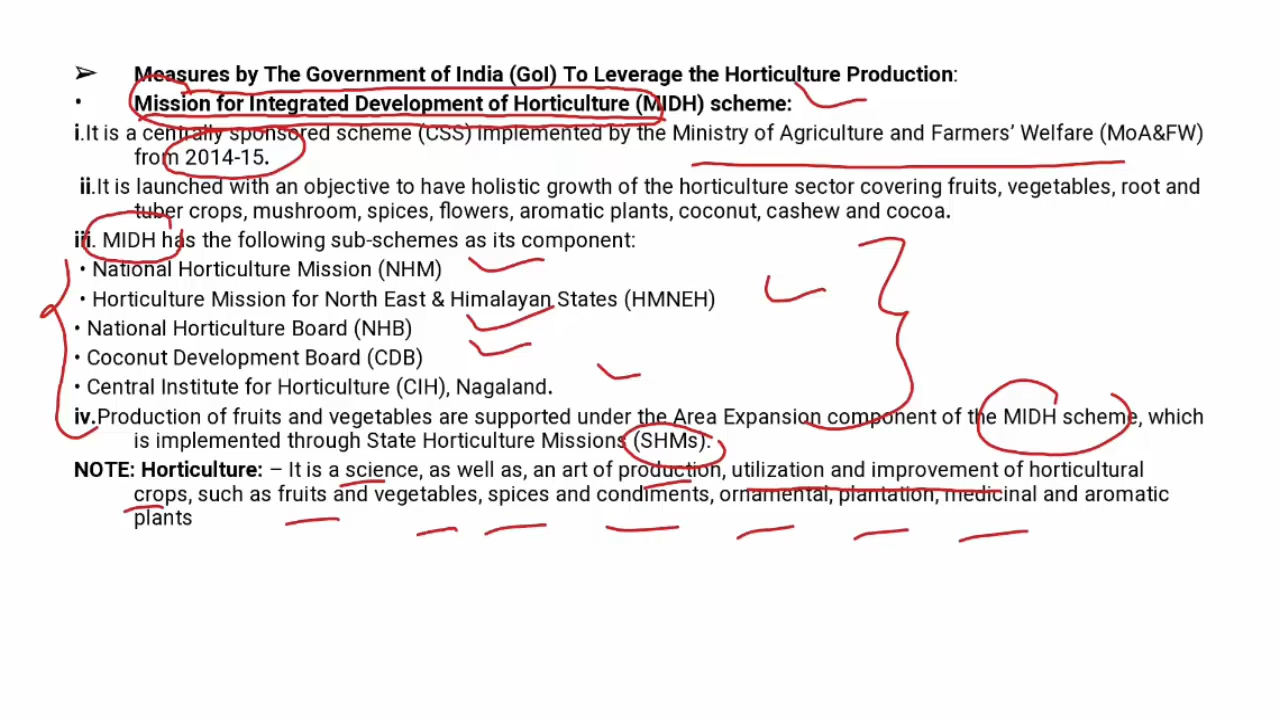 ➢ Measures by The Government of India (GoI) To Leverage the Horticulture Production:
• Mission for Integrated Development of Horticulture (MIDH) scheme:
i.It is a centrally sponsored scheme (CSS) implemented by the Ministry of Agriculture and Farmers’ Welfare (MoA&FW)
from 2014-15.
ii.It is launched with an objective to have holistic growth of the horticulture sector covering fruits, vegetables, root and
tuber crops, mushroom, spices, flowers, aromatic plants, coconut, cashew and cocoa.
iii. MIDH has the following sub-schemes as its component:
• National Horticulture Mission (NHM)
• Horticulture Mission for North East & Himalayan States (HMNEH)
• National Horticulture Board (NHB)
• Coconut Development Board (CDB)
• Central Institute for Horticulture (CIH), Nagaland.
iv.Production of fruits and vegetables are supported under the Area Expansion component of the MIDH scheme, which
is implemented through State Horticulture Missions (SHMs).
NOTE: Horticulture: – It is a science, as well as, an art of production, utilization and improvement of horticultural
crops, such as fruits and vegetables, spices and condiments, ornamental, plantation, medicinal and aromatic
plants